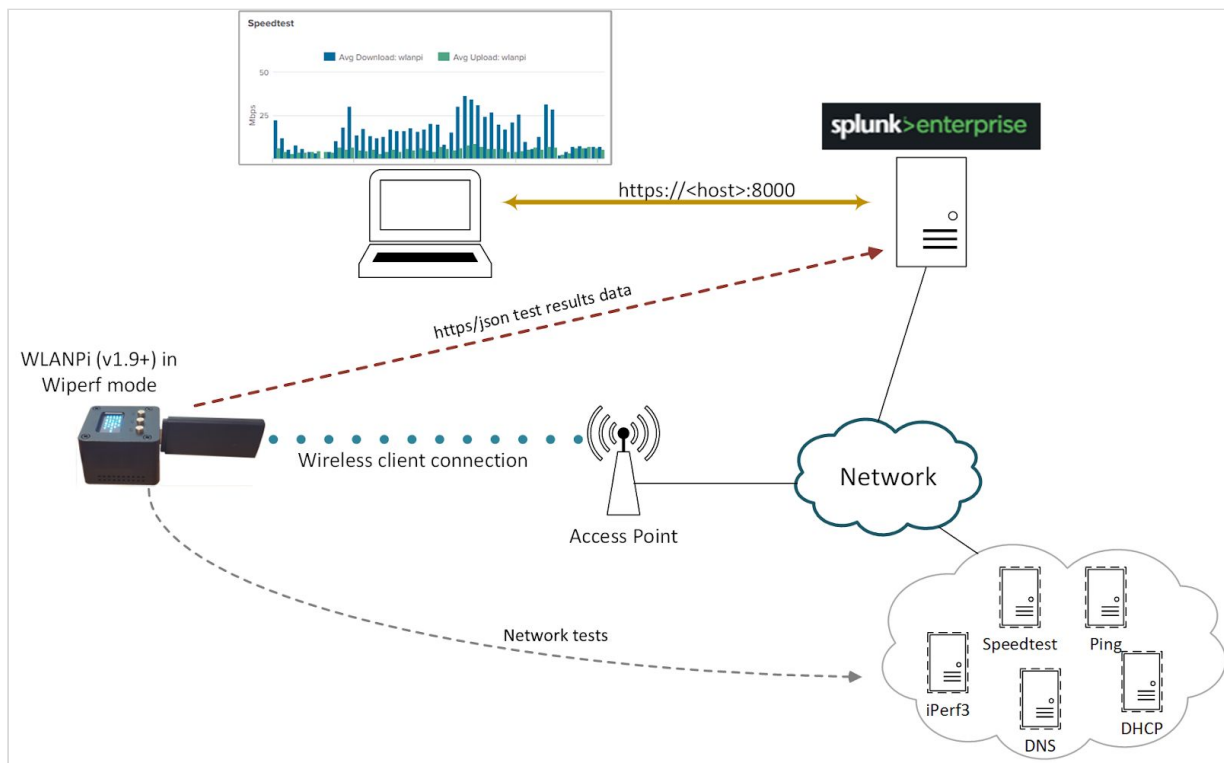 Speedtest
Avg Download: wlanpi Avg Upload: wlanpi
50
25
Mbps
splunk>enterprise
https://<host>:8000
https/json test results data
WLANPi (v1.9+) in
Wiperf mode
Wireless client connection
Access Point
Network
Network tests
Speedtest
Ping
iPerf3
DNS
DHCP